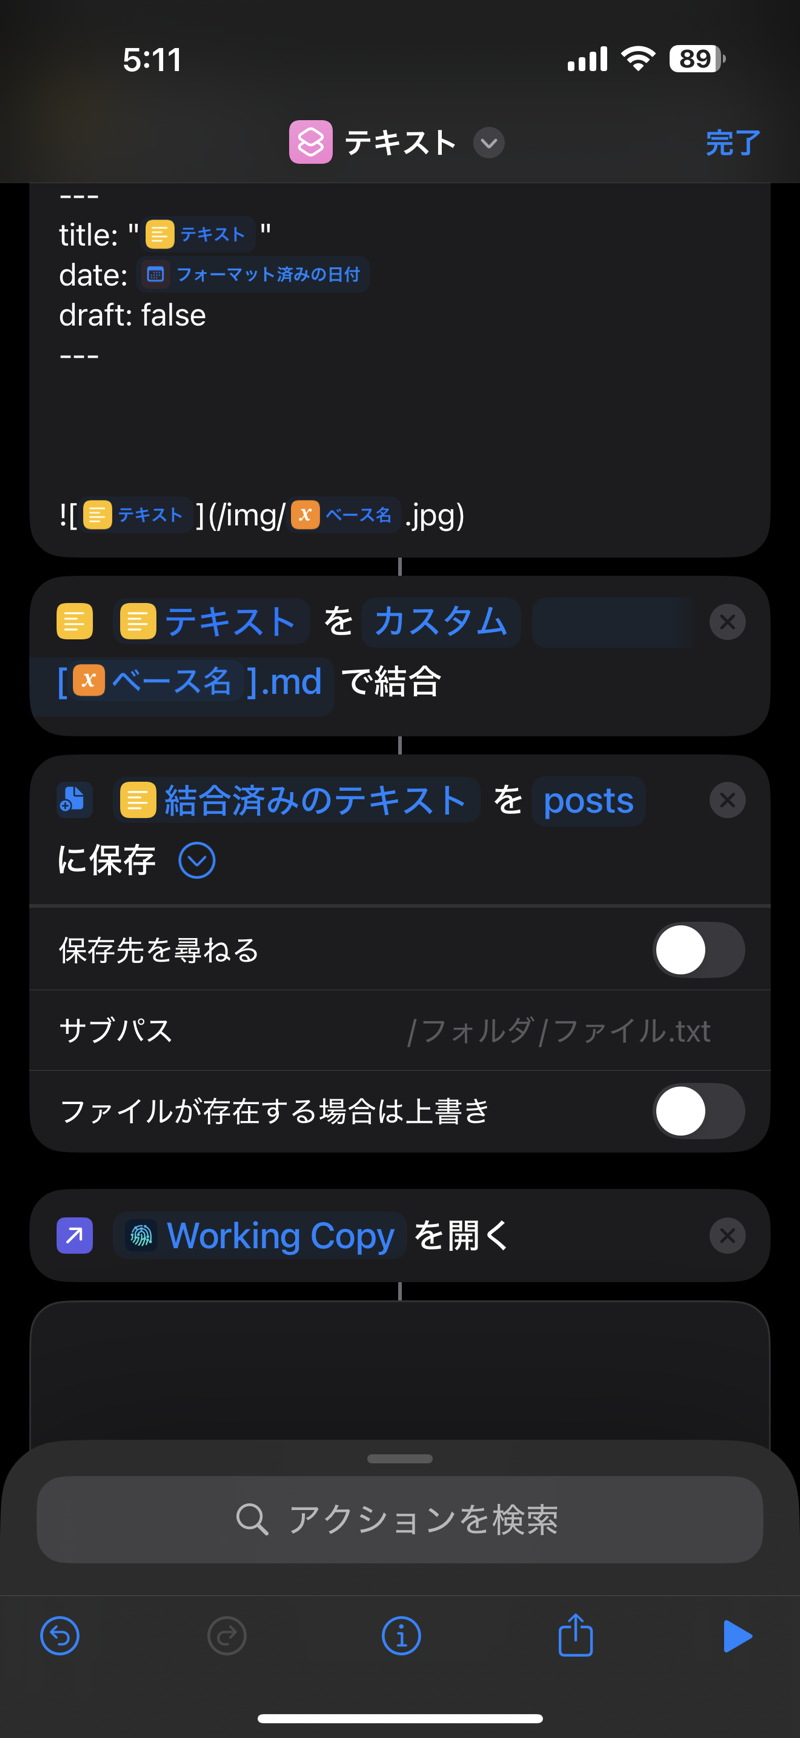 5:11
89
テキスト
完了
---
title: "テキスト"
date: フォーマット済みの日付
draft: false
---
![テキスト](/img/xベース名.jpg)
テキスト を カスタム
[xベース名].md で結合
結合済みのテキスト を posts
に保存
保存先を尋ねる
サブパス /フォルダ/ファイル.txt
ファイルが存在する場合は上書き
Working Copy を開く
アクションを検索